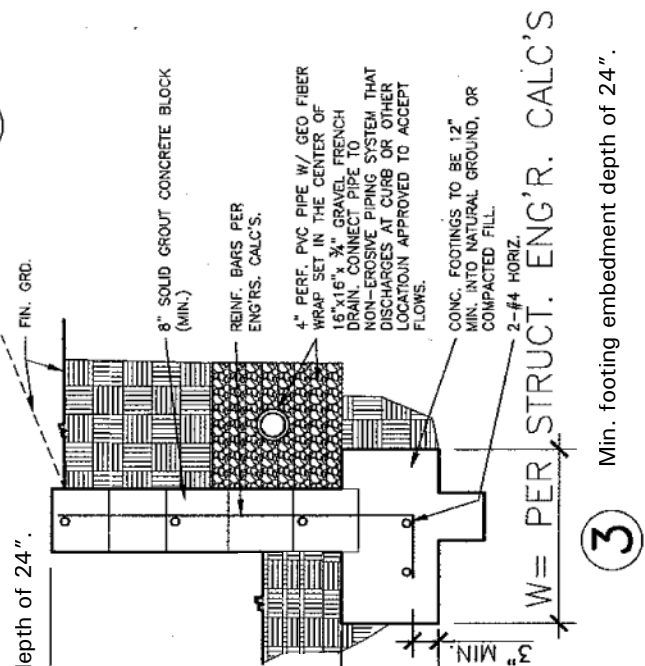 depth of 24”.
FIN. GRD.
8" SOLID GROUT CONCRETE BLOCK
(MIN.)
REINF. BARS PER
ENG'RS. CALC'S.
4" PERF. PVC PIPE W/ GEO FIBER
WRAP SET IN THE CENTER OF
16"x16"x ¾" GRAVEL FRENCH
DRAIN. CONNECT PIPE TO
NON-EROSIVE PIPING SYSTEM THAT
DISCHARGES AT CURB OR OTHER
LOCATIOJN APPROVED TO ACCEPT
FLOWS.
CONC. FOOTINGS TO BE 12"
MIN. INTO NATURAL GROUND, OR
COMPACTED FILL.
2-#4 HORIZ.
3" MIN.
W= PER STRUCT. ENG'R. CALC'S
3
Min. footing embedment depth of 24”.